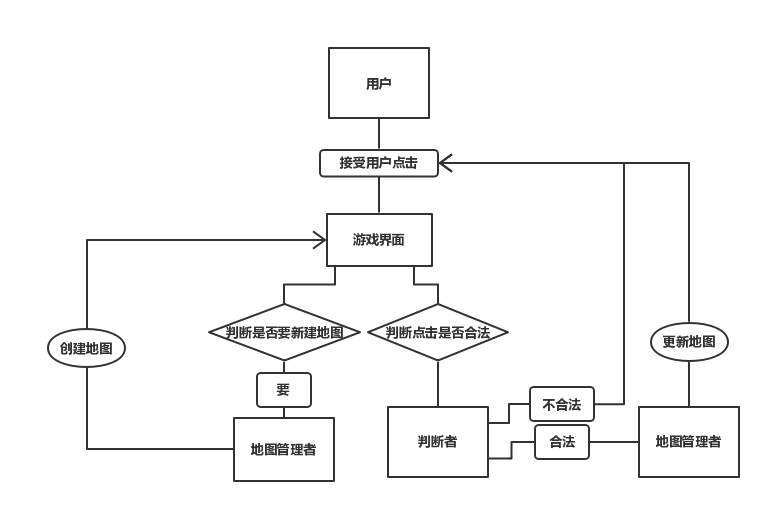 用户
接受用户点击
游戏界面
判断是否要新建地图
判断点击是否合法
创建地图
更新地图
要
不合法
地图管理者
判断者
合法
地图管理者